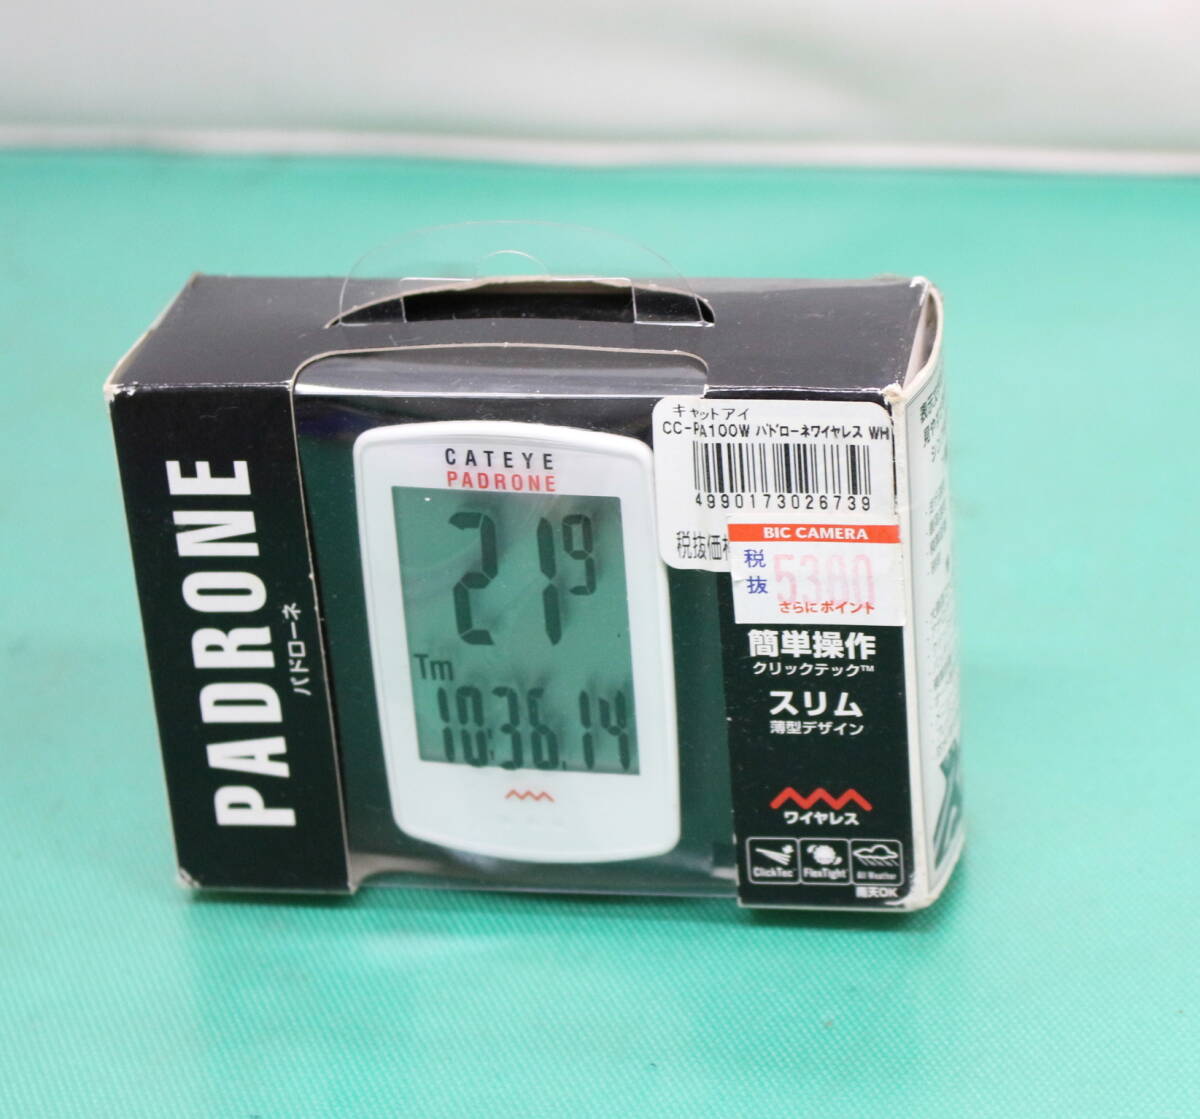 PADRONE
パドローネ
CATEYE
PADRONE
219
Tm
10:36.14
キャットアイ
CC-PA100W パドローネワイヤレス WH
4990173026739
税抜価
BIC CAMERA
税抜
5300
さらにポイント
簡単操作
クリックテック™
スリム
薄型デザイン
ワイヤレス
ClickTec
FlexTight
All Weather
雨天OK